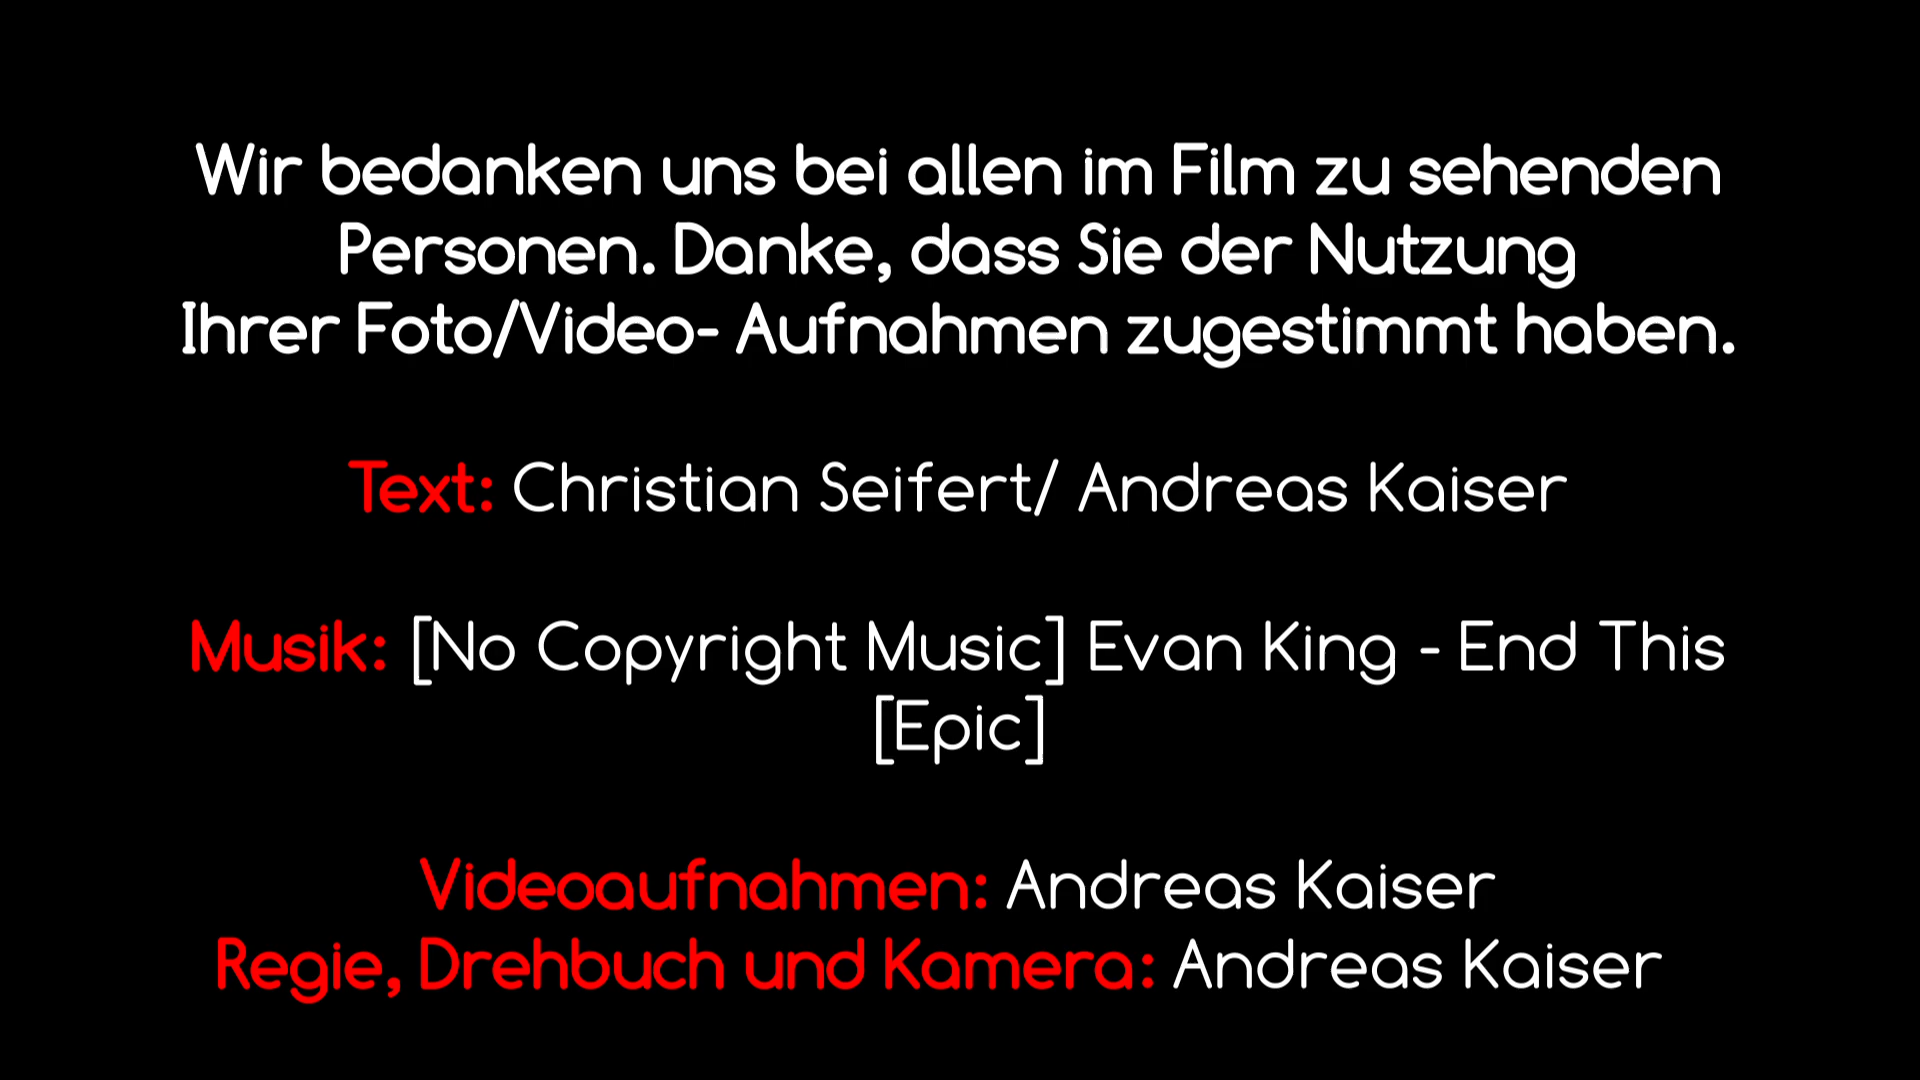 Wir bedanken uns bei allen im Film zu sehenden
Personen. Danke, dass Sie der Nutzung
Ihrer Foto/Video- Aufnahmen zugestimmt haben.
Text: Christian Seifert/ Andreas Kaiser
Musik: [No Copyright Music] Evan King - End This
[Epic]
Videoaufnahmen: Andreas Kaiser
Regie, Drehbuch und Kamera: Andreas Kaiser